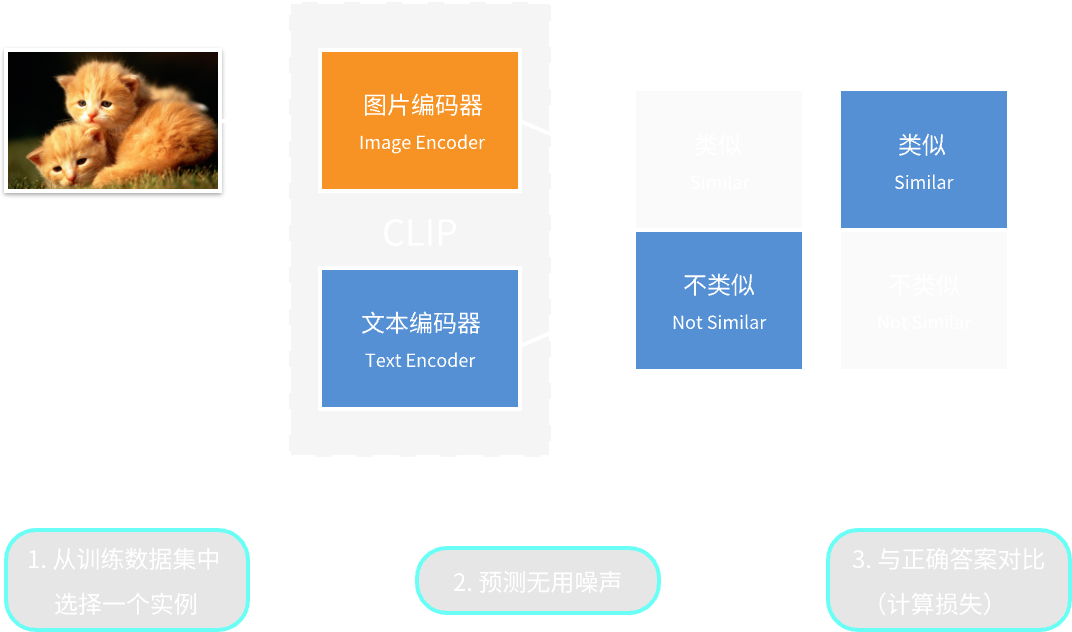 图片编码器
Image Encoder
CLIP
文本编码器
Text Encoder
类似
Similar
不类似
Not Similar
类似
Similar
不类似
Not Similar
1. 从训练数据集中
选择一个实例
2. 预测无用噪声
3. 与正确答案对比
（计算损失）